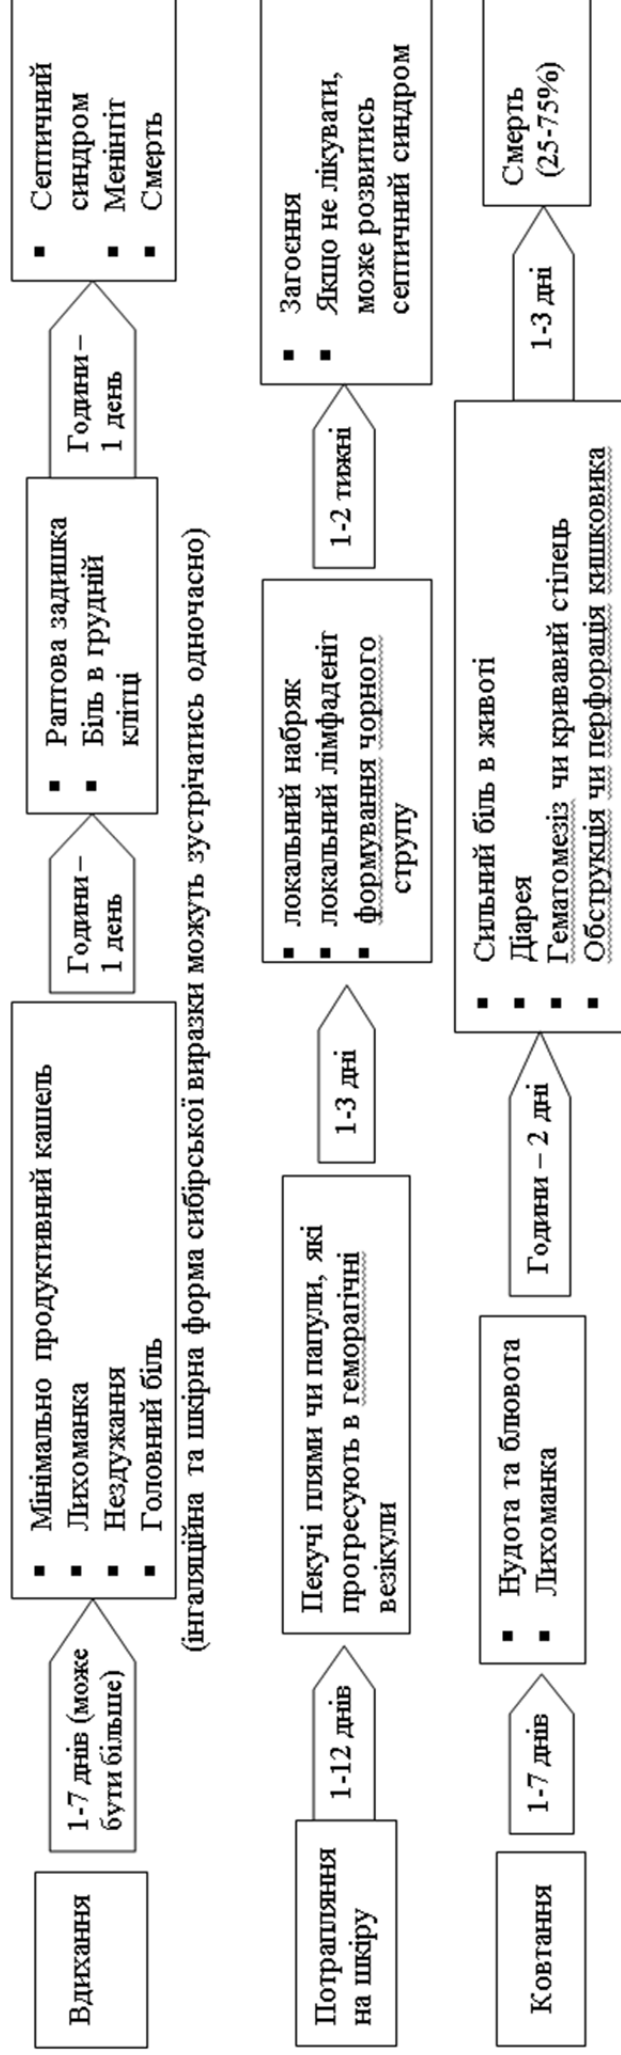 Вдихання
1-7 днів (може
бути більше)
▪ Мінімально продуктивний кашель
▪ Лихоманка
▪ Нездужання
▪ Головний біль
Години –
1 день
▪ Раптова задишка
▪ Біль в грудній
клітці
Години –
1 день
▪ Септичний
синдром
▪ Менінгіт
▪ Смерть
(інгаляційна та шкірна форма сибірської виразки можуть зустрічатись одночасно)
Потрапляння
на шкіру
1-12 днів
Пекучі плями чи папули, які
прогресують в геморагічні
везікули
1-3 дні
▪ локальний набряк
▪ локальний лімфаденіт
▪ формування чорного
струпу
1-2 тижні
▪ Загоєння
▪ Якщо не лікувати,
може розвитись
септичний синдром
Ковтання
1-7 днів
▪ Нудота та блювота
▪ Лихоманка
Години – 2 дні
▪ Сильний біль в животі
▪ Діарея
▪ Гематомезіз чи кривавий стілець
▪ Обструкція чи перфорація кишковика
1-3 дні
Смерть
(25-75%)